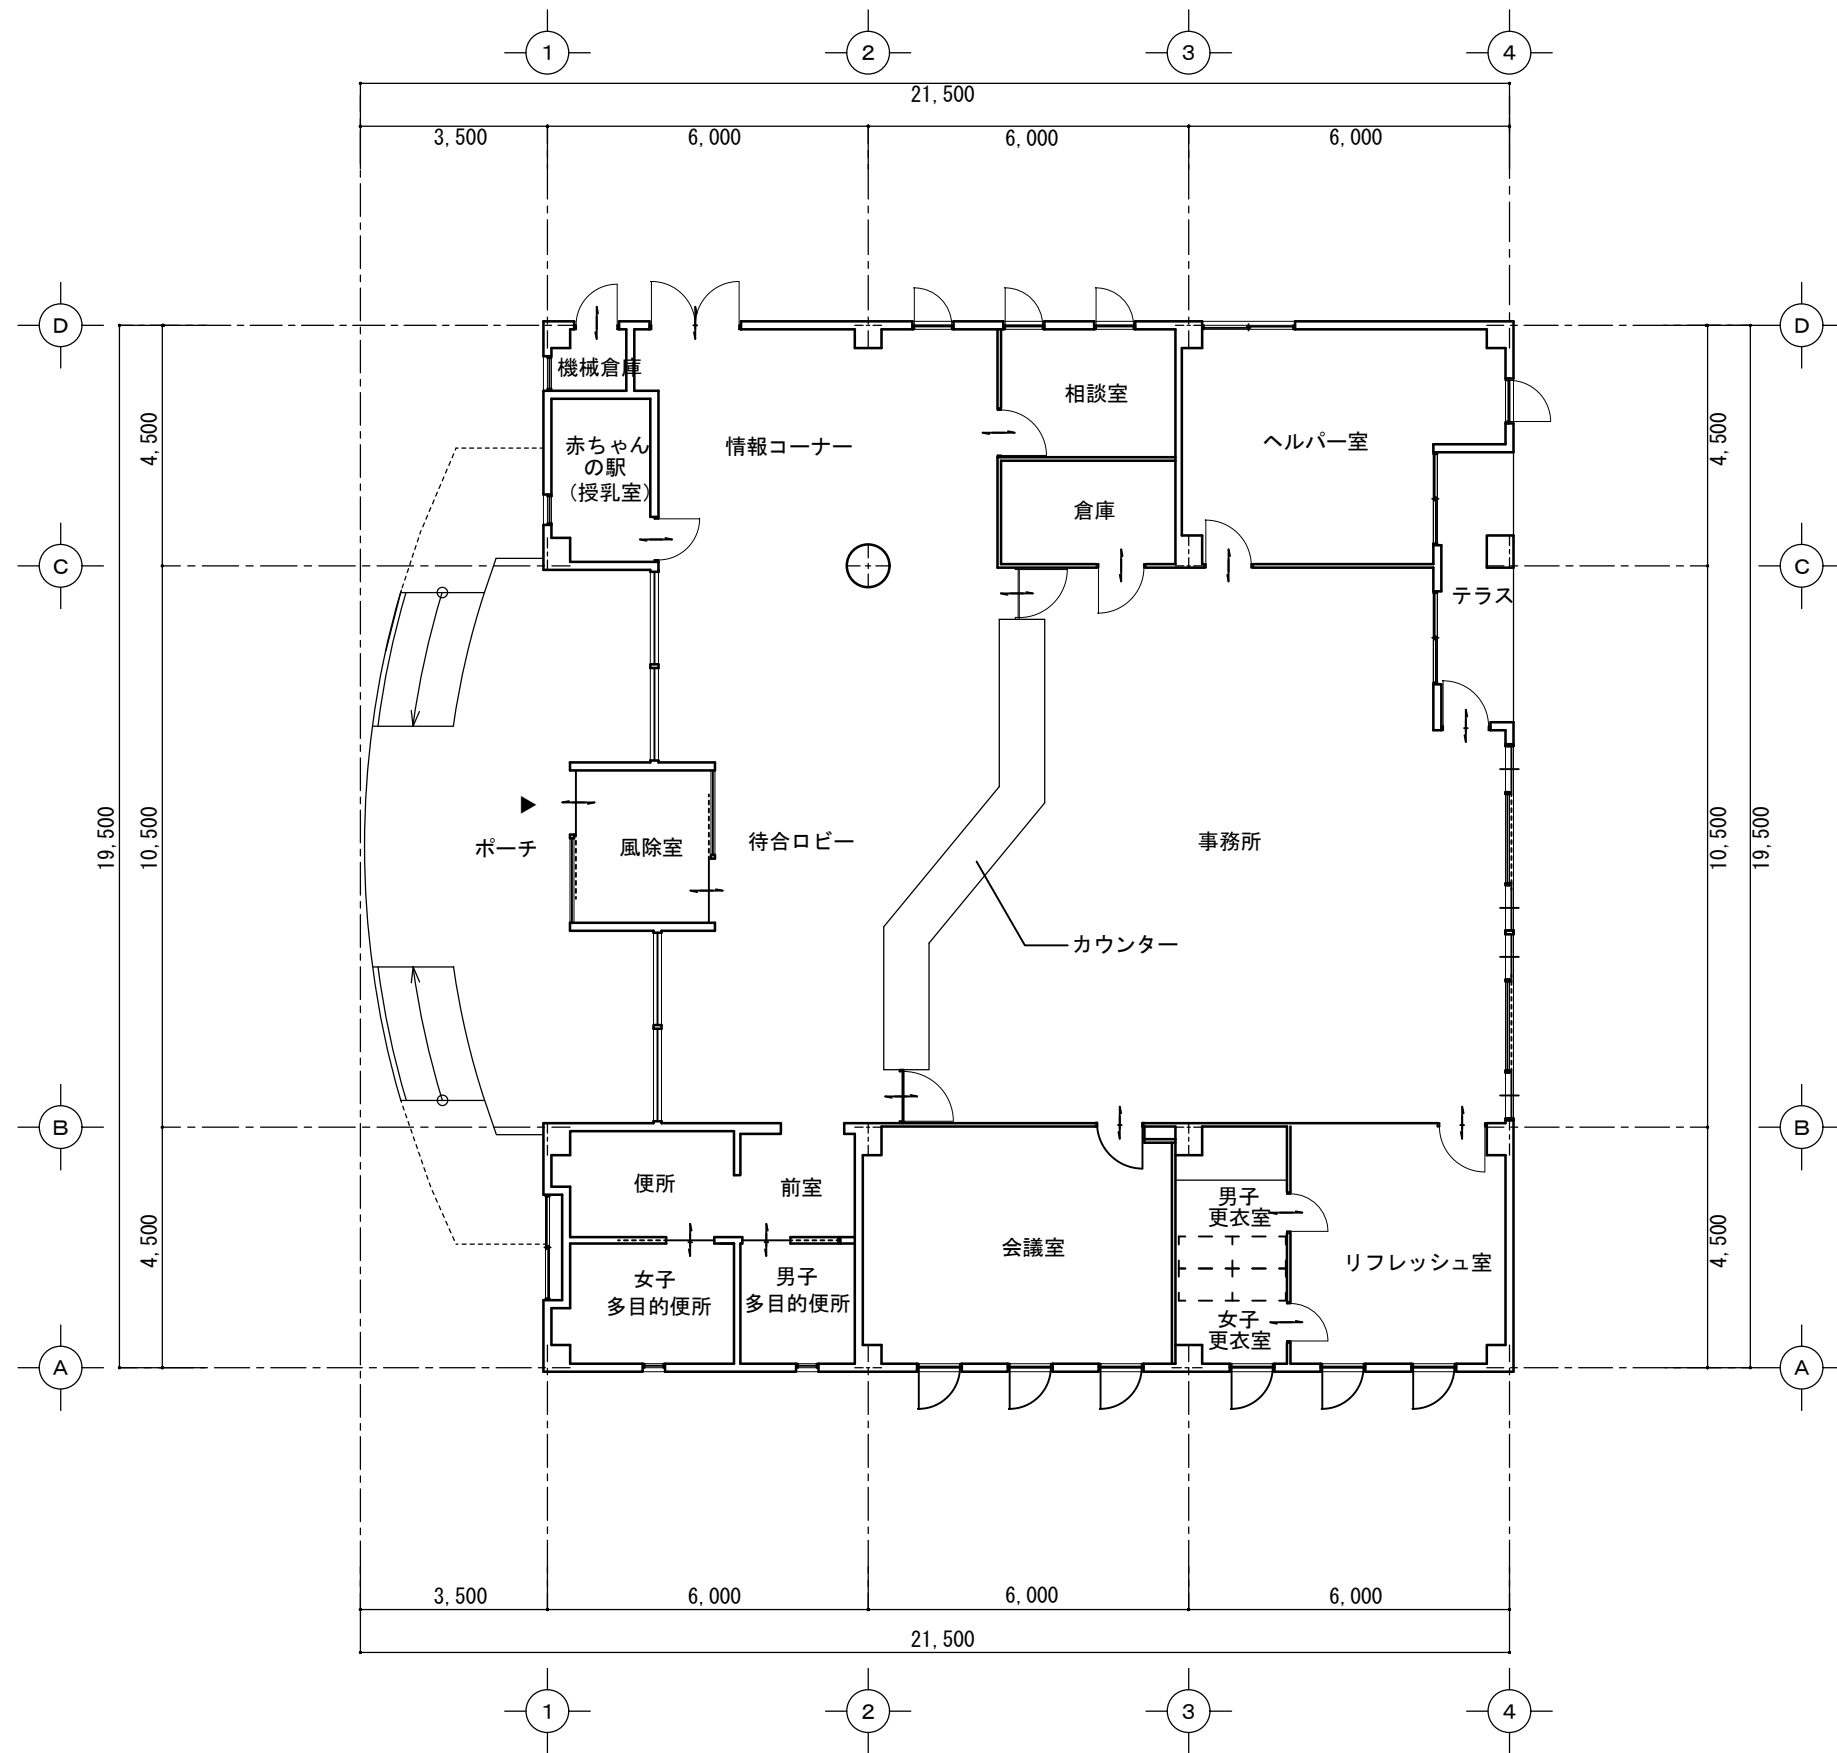 1 2 3 4
21,500
3,500 6,000 6,000 6,000
D D
機械倉庫
相談室
4,500 赤ちゃん 情報コーナー ヘルパー室 4,500
の駅
(授乳室)
倉庫
C C
テラス
19,500 10,500 ポーチ 風除室 待合ロビー 事務所 10,500 19,500
カウンター
B B
便所 前室
男子
更衣室
4,500 会議室 リフレッシュ室 4,500
女子 男子
多目的便所 多目的便所
女子
更衣室
A A
3,500 6,000 6,000 6,000
21,500
1 2 3 4